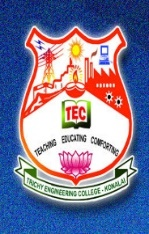 TEC
TEACHING EDUCATING COMFORTING
TRICHY ENGINEERING COLLEGE - KONALAI